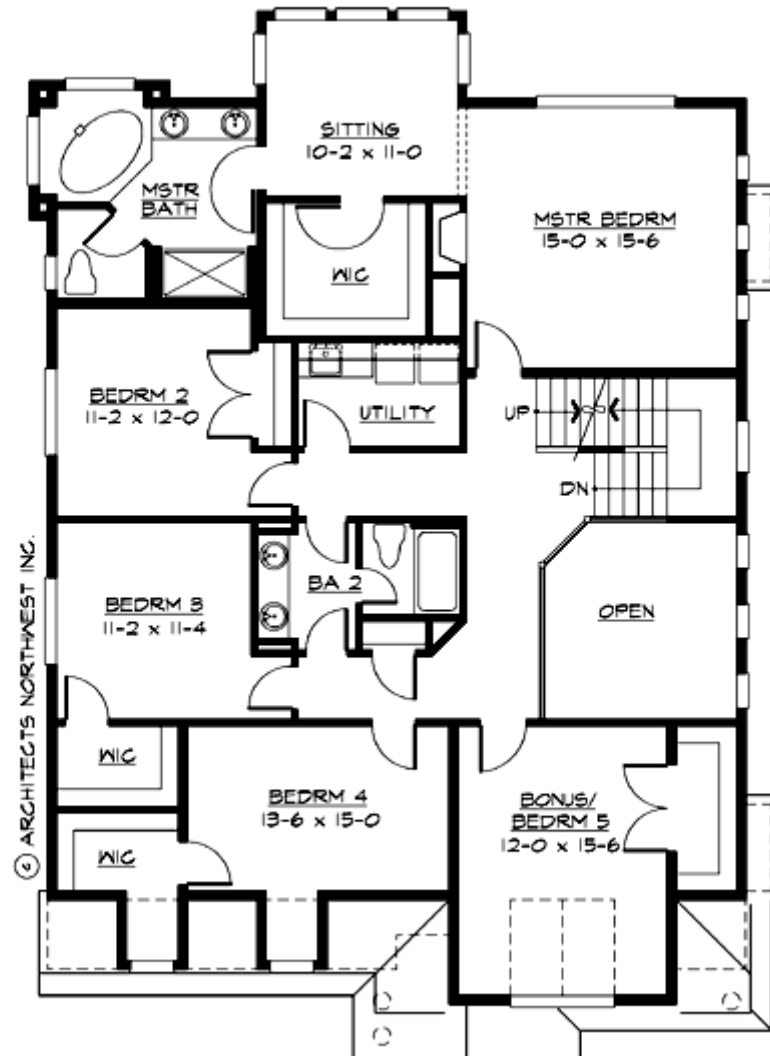 SITTING
10-2 x 11-0
MSTR
BATH
MSTR BEDRM
15-0 x 15-6
WIC
BEDRM 2
11-2 x 12-0
UTILITY
UP
DN
BEDRM 3
11-2 x 11-4
BA 2
OPEN
WIC
BEDRM 4
13-6 x 15-0
BONUS/
BEDRM 5
12-0 x 15-6
WIC
© ARCHITECTS NORTHWEST INC.